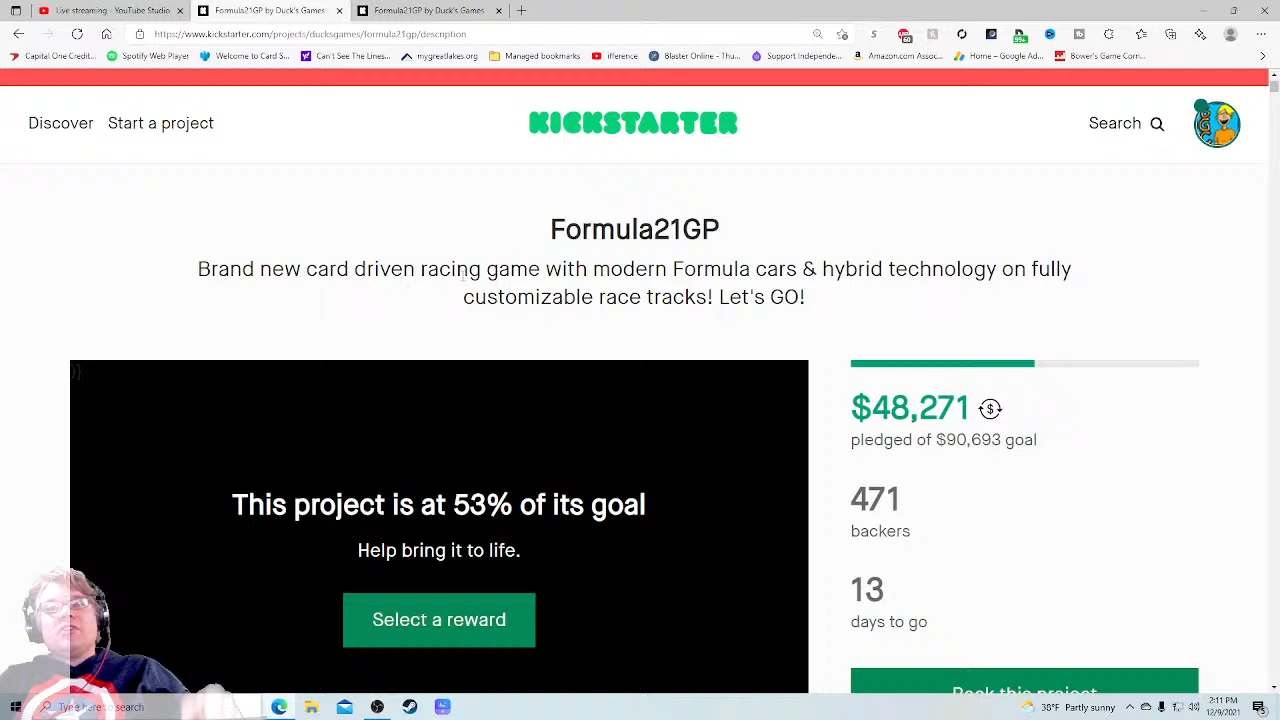 Live streaming - YouTube Studio
Formula21GP by Duck's Games
Formula21GP by Duck's Games
https://www.kickstarter.com/projects/ducksgames/formula21gp/description
Capital One Credit...
Spotify Web Player
Welcome to Card S...
Can't See The Lines...
mygreatlakes.org
Managed bookmarks
ifference
Blaster Online - Thu...
Support Independe...
Amazon.com Assoc...
Home - Google Ad...
Bower's Game Corn...
Discover
Start a project
KICKSTARTER
Search
Formula21GP
Brand new card driven racing game with modern Formula cars & hybrid technology on fully
customizable race tracks! Let's GO!
)}
This project is at 53% of its goal
Help bring it to life.
Select a reward
$48,271
pledged of $90,693 goal
471
backers
13
days to go
Back this project
Type here to search
38°F Partly sunny
2:11 PM
12/9/2021